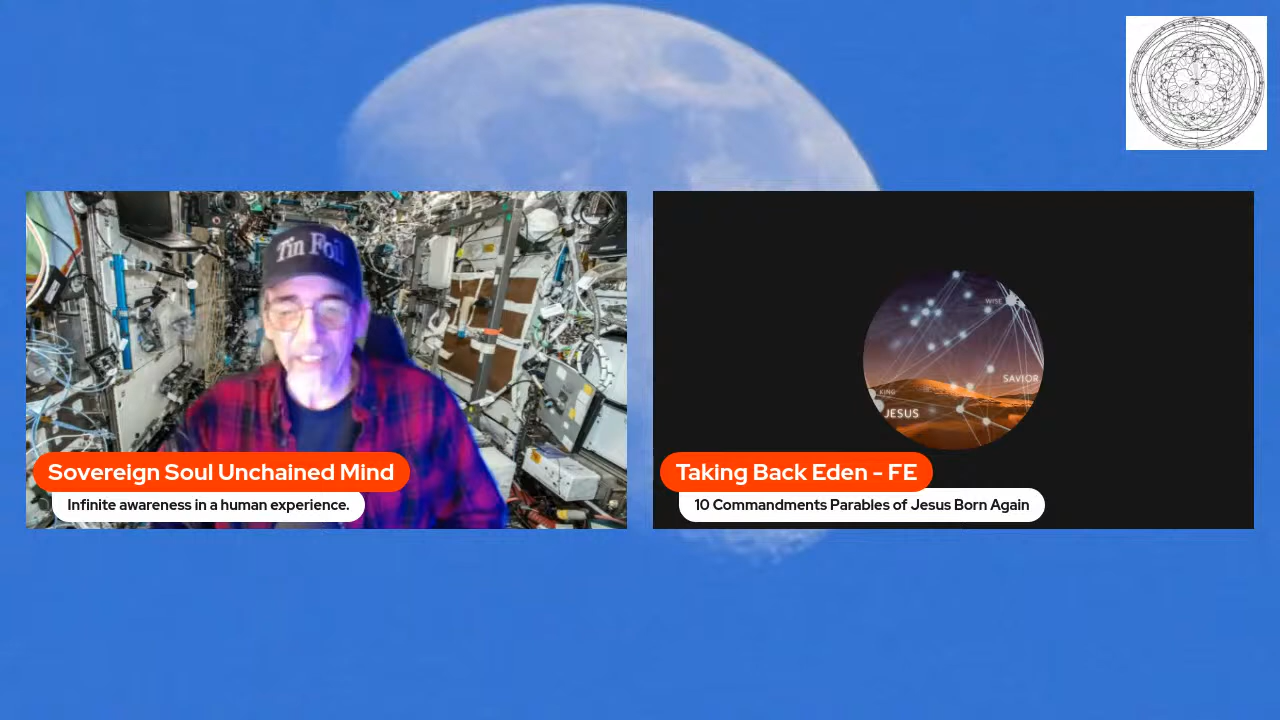 Tin Foil
Sovereign Soul Unchained Mind
Infinite awareness in a human experience.
WISE
SAVIOR
KING
JESUS
Taking Back Eden - FE
10 Commandments Parables of Jesus Born Again